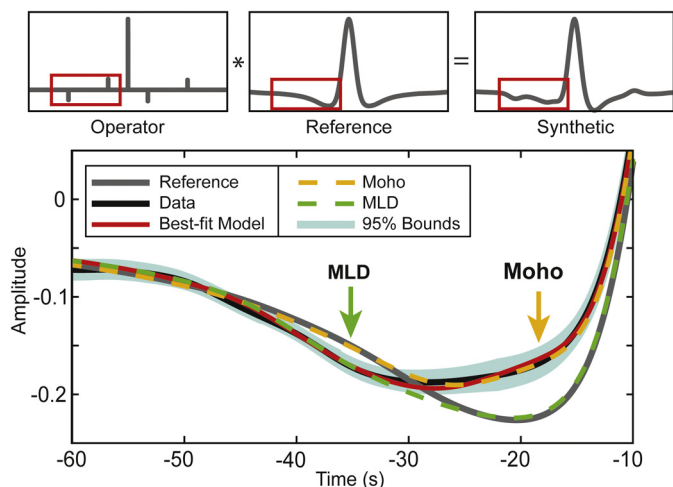 * =
Operator Reference Synthetic
Reference Moho
Data MLD
Best-fit Model 95% Bounds
MLD Moho
Amplitude
0
-0.1
-0.2
-60 -50 -40 -30 -20 -10
Time (s)